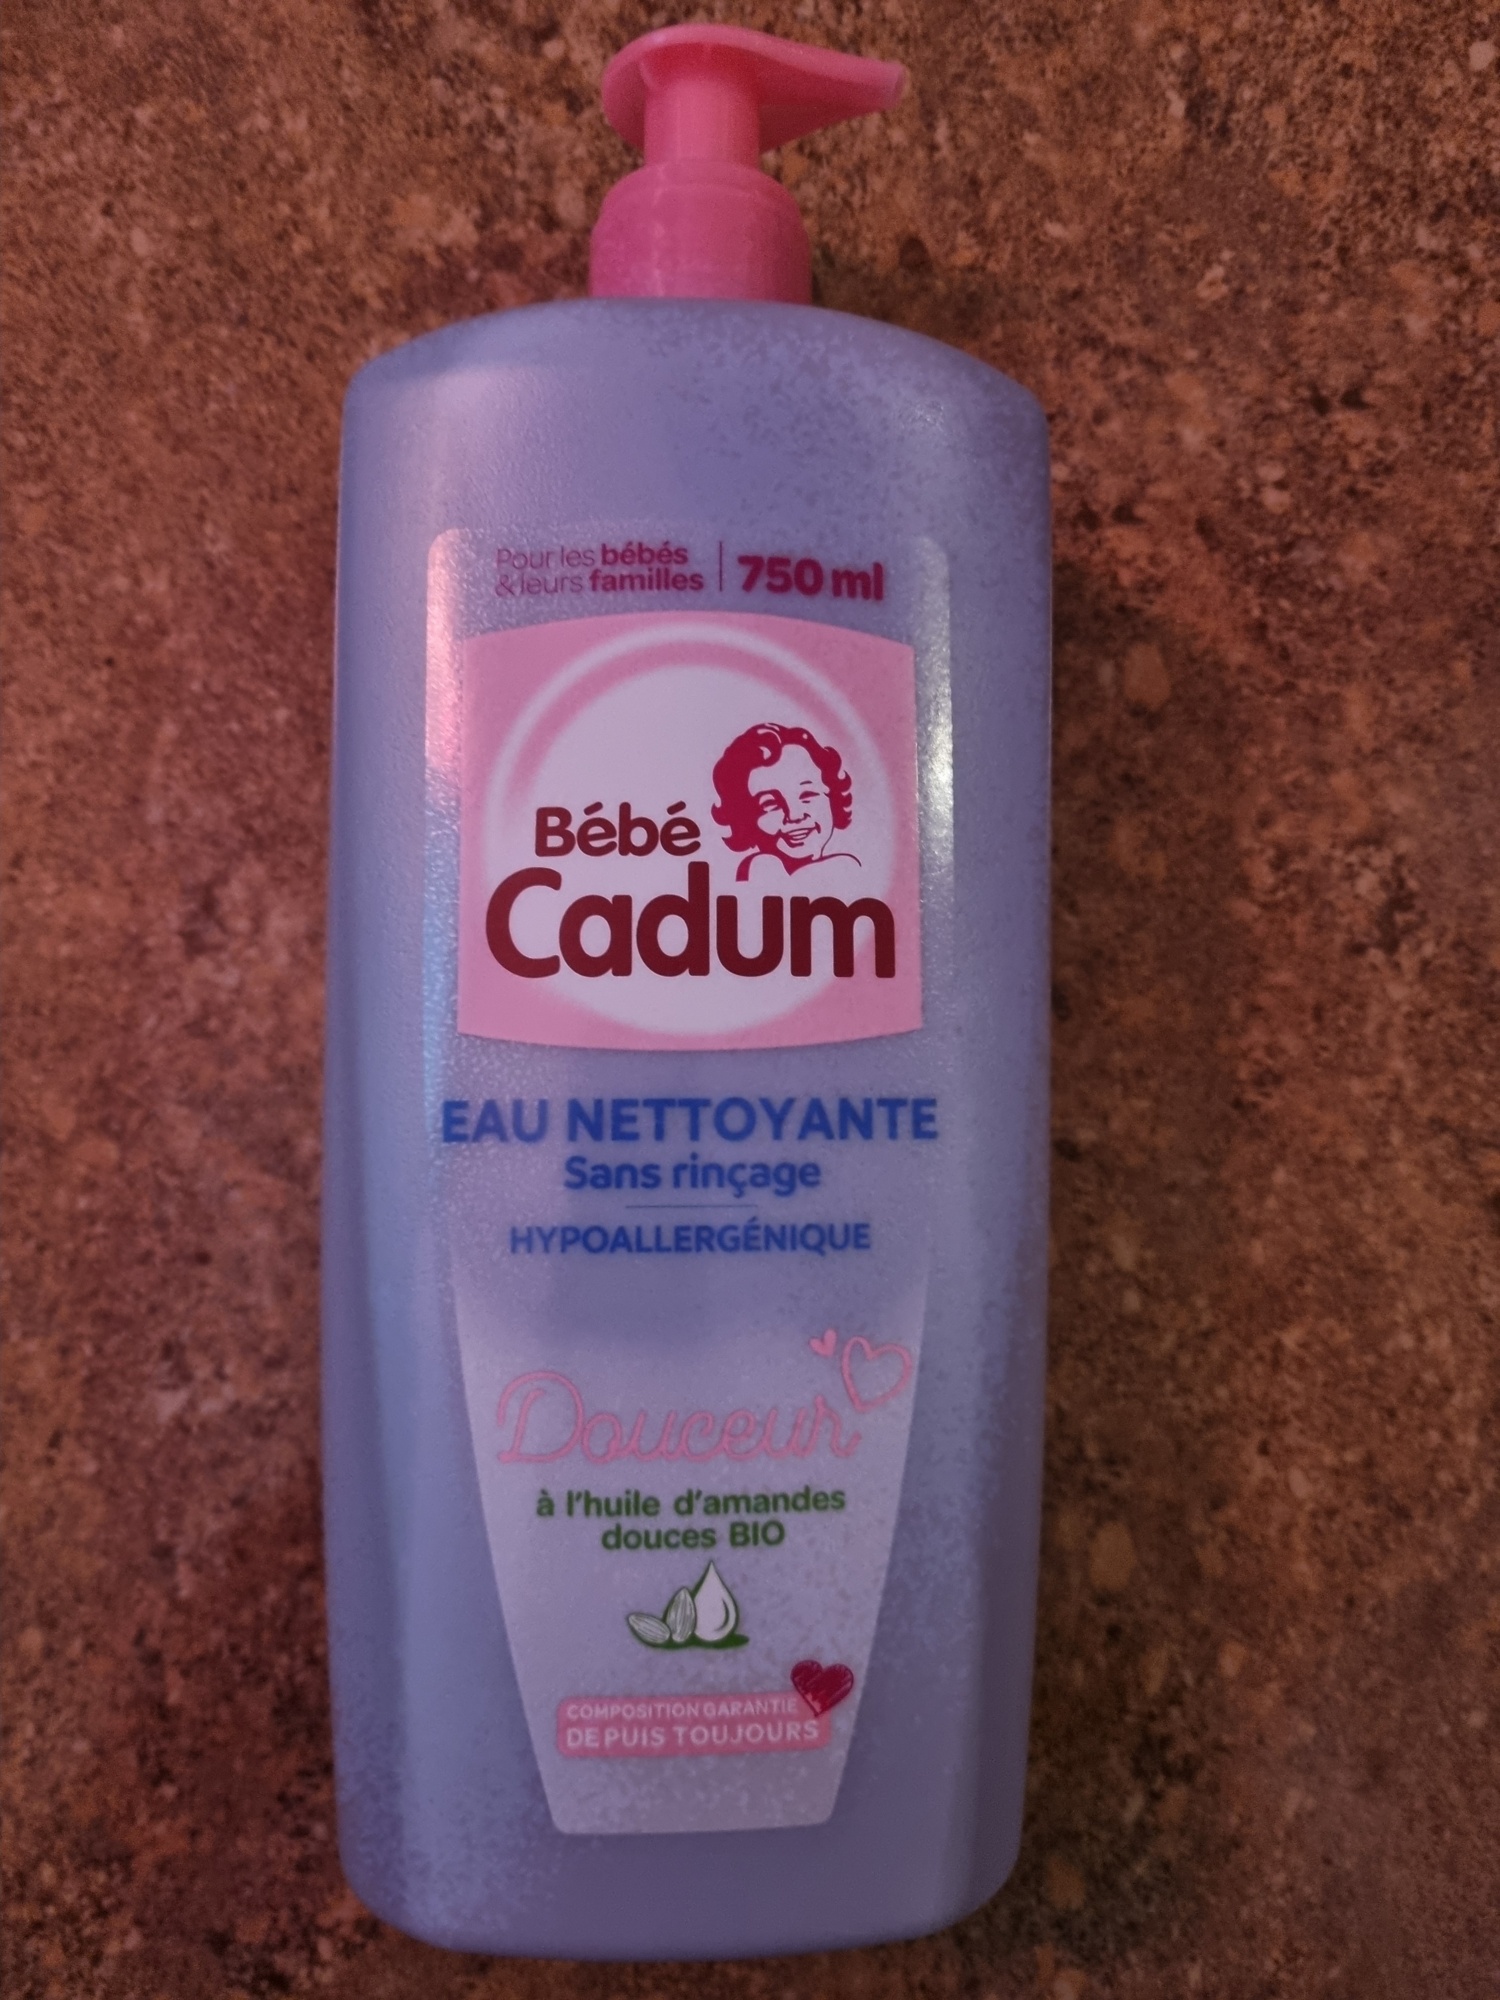 Pour les bébés
& leurs familles
750 ml
Bébé
Cadum
EAU NETTOYANTE
Sans rinçage
HYPOALLERGÉNIQUE
Douceur
à l'huile d'amandes
douces BIO
COMPOSITION GARANTIE
DEPUIS TOUJOURS